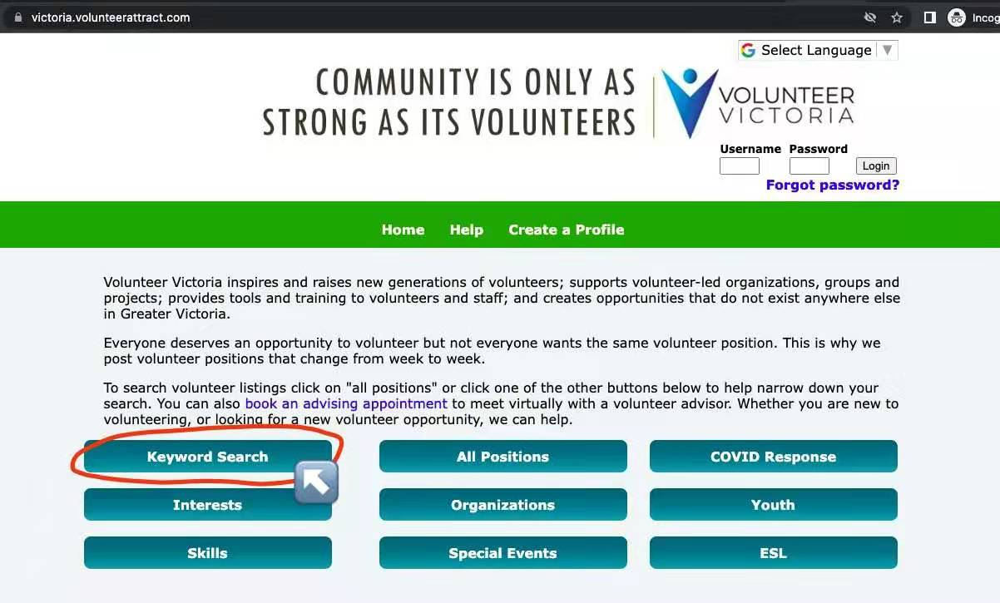 victoria.volunteerattract.com
Incog
Select Language ▼
COMMUNITY IS ONLY AS
STRONG AS ITS VOLUNTEERS
VOLUNTEER
VICTORIA
Username Password
Login
Forgot password?
Home Help Create a Profile
Volunteer Victoria inspires and raises new generations of volunteers; supports volunteer-led organizations, groups and
projects; provides tools and training to volunteers and staff; and creates opportunities that do not exist anywhere else
in Greater Victoria.
Everyone deserves an opportunity to volunteer but not everyone wants the same volunteer position. This is why we
post volunteer positions that change from week to week.
To search volunteer listings click on "all positions" or click one of the other buttons below to help narrow down your
search. You can also book an advising appointment to meet virtually with a volunteer advisor. Whether you are new to
volunteering, or looking for a new volunteer opportunity, we can help.
Keyword Search All Positions COVID Response
Interests Organizations Youth
Skills Special Events ESL